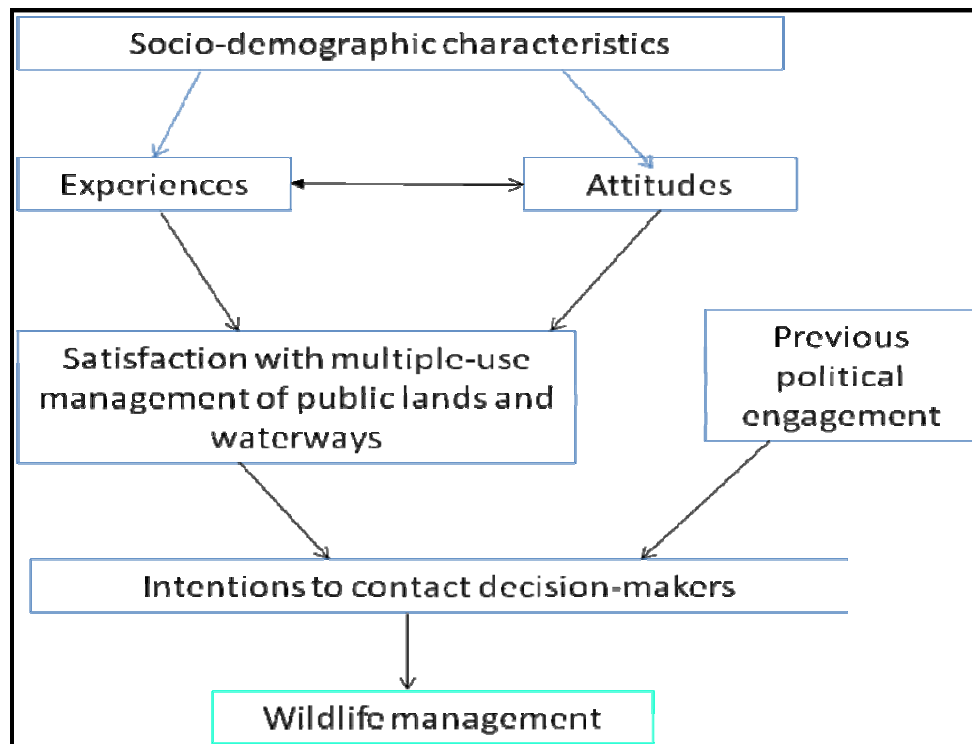 Socio-demographic characteristics
Experiences
Attitudes
Satisfaction with multiple-use
management of public lands and
waterways
Previous
political
engagement
Intentions to contact decision-makers
Wildlife management